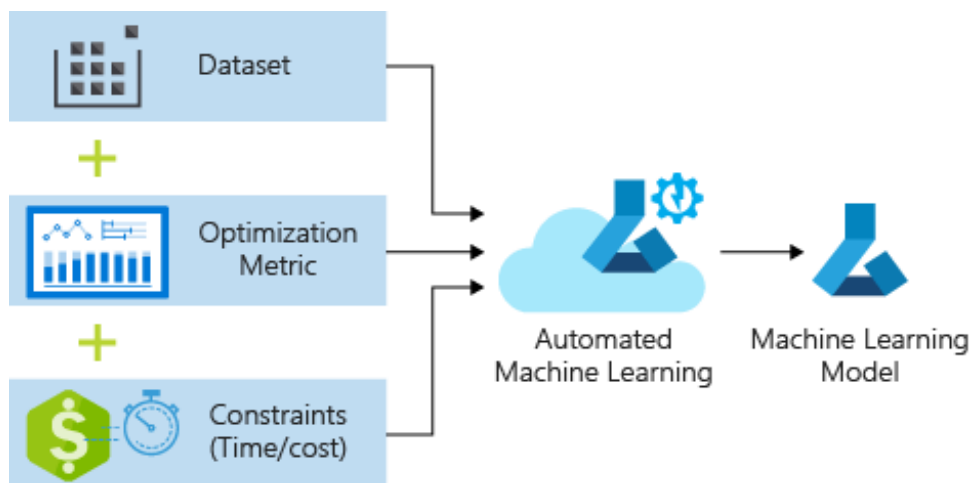 Dataset
Optimization
Metric
Constraints
(Time/cost)
Automated
Machine Learning
Machine Learning
Model